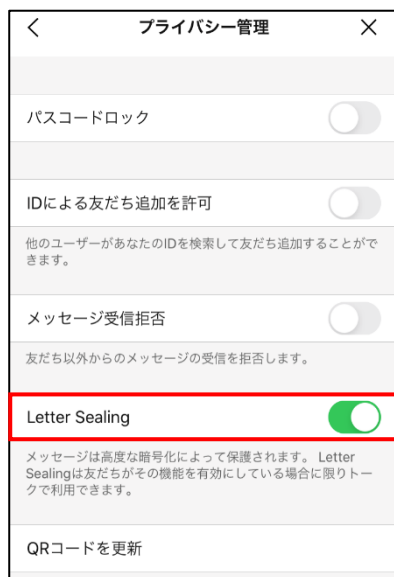 プライバシー管理
パスコードロック
IDによる友だち追加を許可
他のユーザーがあなたのIDを検索して友だち追加することがで
きます。
メッセージ受信拒否
友だち以外からのメッセージの受信を拒否します。
Letter Sealing
メッセージは高度な暗号化によって保護されます。 Letter
Sealingは友だちがその機能を有効にしている場合に限りトー
クで利用できます。
QRコードを更新